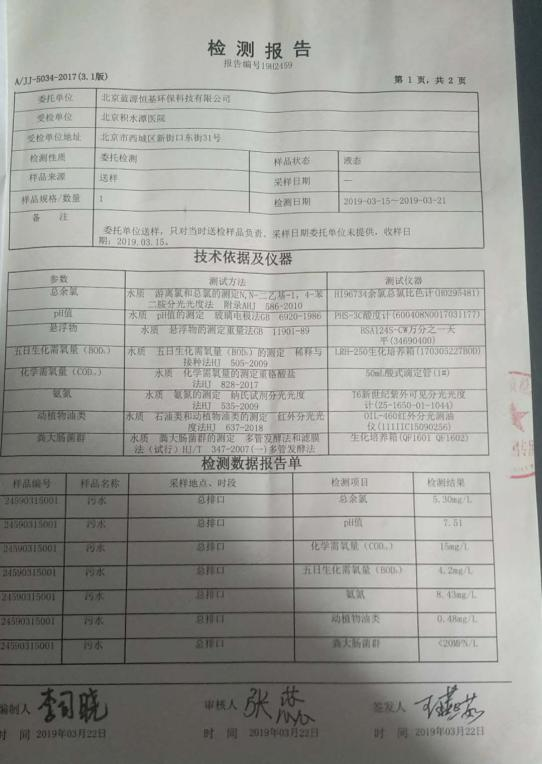 检测报告
报告编号19H2459
A/JJ-5034-2017(3.1版)
第 1 页, 共 2 页
委托单位 北京蓝源恒基环保科技有限公司
受检单位 北京积水潭医院
受检单位地址 北京市西城区新街口东街31号
检测性质 委托检测 样品状态 液态
样品来源 送样 采样日期 —
样品规格/数量 1 检测日期 2019-03-15~2019-03-21
备 注
委托单位送样，只对当时送检样品负责。采样日期委托单位未提供，收样日
期：2019.03.15。
技术依据及仪器
参数 测试方法 测试仪器
总余氯 水质 游离氯和总氯的测定N,N-二乙基-1，4-苯
二胺分光光度法 附录AHJ 586-2010 HI96734余氯总氯比色计(H0295481)
pH值 水质 pH值的测定 玻璃电极法GB 6920-1986 PHS-3C酸度计(600408N0017031177)
悬浮物 水质 悬浮物的测定重量法GB 11901-89 BSA124S-CW万分之一天
平(34690400)
五日生化需氧量（BOD₅） 水质 五日生化需氧量（BOD₅）的测定 稀释与
接种法HJ 505-2009 LRH-250生化培养箱(170305227BOD)
化学需氧量（CODcr） 水质 化学需氧量的测定重铬酸盐
法HJ 828-2017 50mL酸式滴定管(1#)
氨氮 水质 氨氮的测定 纳氏试剂分光光度
法HJ 535-2009 T6新世纪紫外可见分光光度
计(25-1650-01-1044)
动植物油类 水质 石油类和动植物油类的测定 红外分光光
度法HJ 637-2018 OIL-460红外分光测油
仪(1111IC15090256)
粪大肠菌群 水质 粪大肠菌群的测定 多管发酵法和滤膜
法（试行）HJ/T 347-2007(一)多管发酵法 生化培养箱(QF1601 QF1602)
检测数据报告单
样品编号 样品名称 采样地点、时段 检测项目 检测结果
24590315001 污水 总排口 总余氯 5.30mg/L
24590315001 污水 总排口 pH值 7.51
24590315001 污水 总排口 化学需氧量（CODcr） 15mg/L
24590315001 污水 总排口 五日生化需氧量（BOD₅） 4.2mg/L
24590315001 污水 总排口 氨氮 8.43mg/L
24590315001 污水 总排口 动植物油类 0.48mg/L
24590315001 污水 总排口 粪大肠菌群 <20MPN/L
编制人 李司晓 审核人 张 签发人
时 间 2019年03月22日 时 间 2019年03月22日 时 间 2019年03月22日